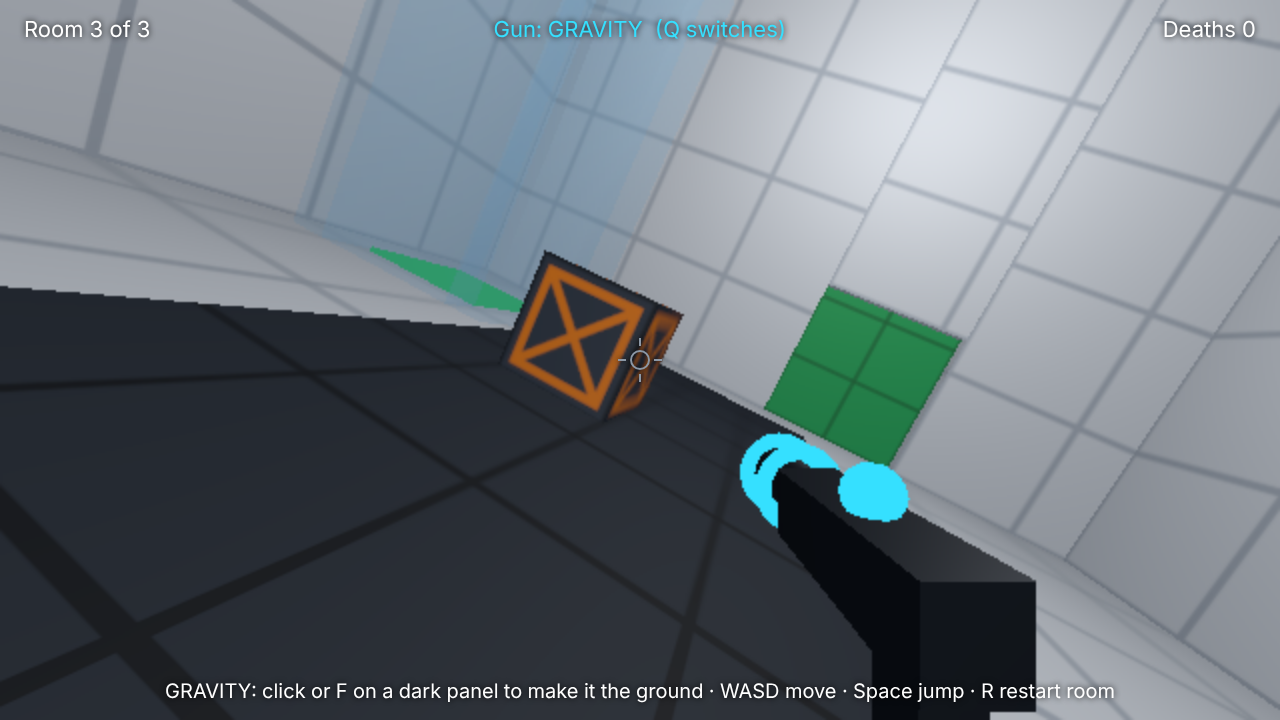 Room 3 of 3
Gun: GRAVITY (Q switches)
Deaths 0
GRAVITY: click or F on a dark panel to make it the ground · WASD move · Space jump · R restart room